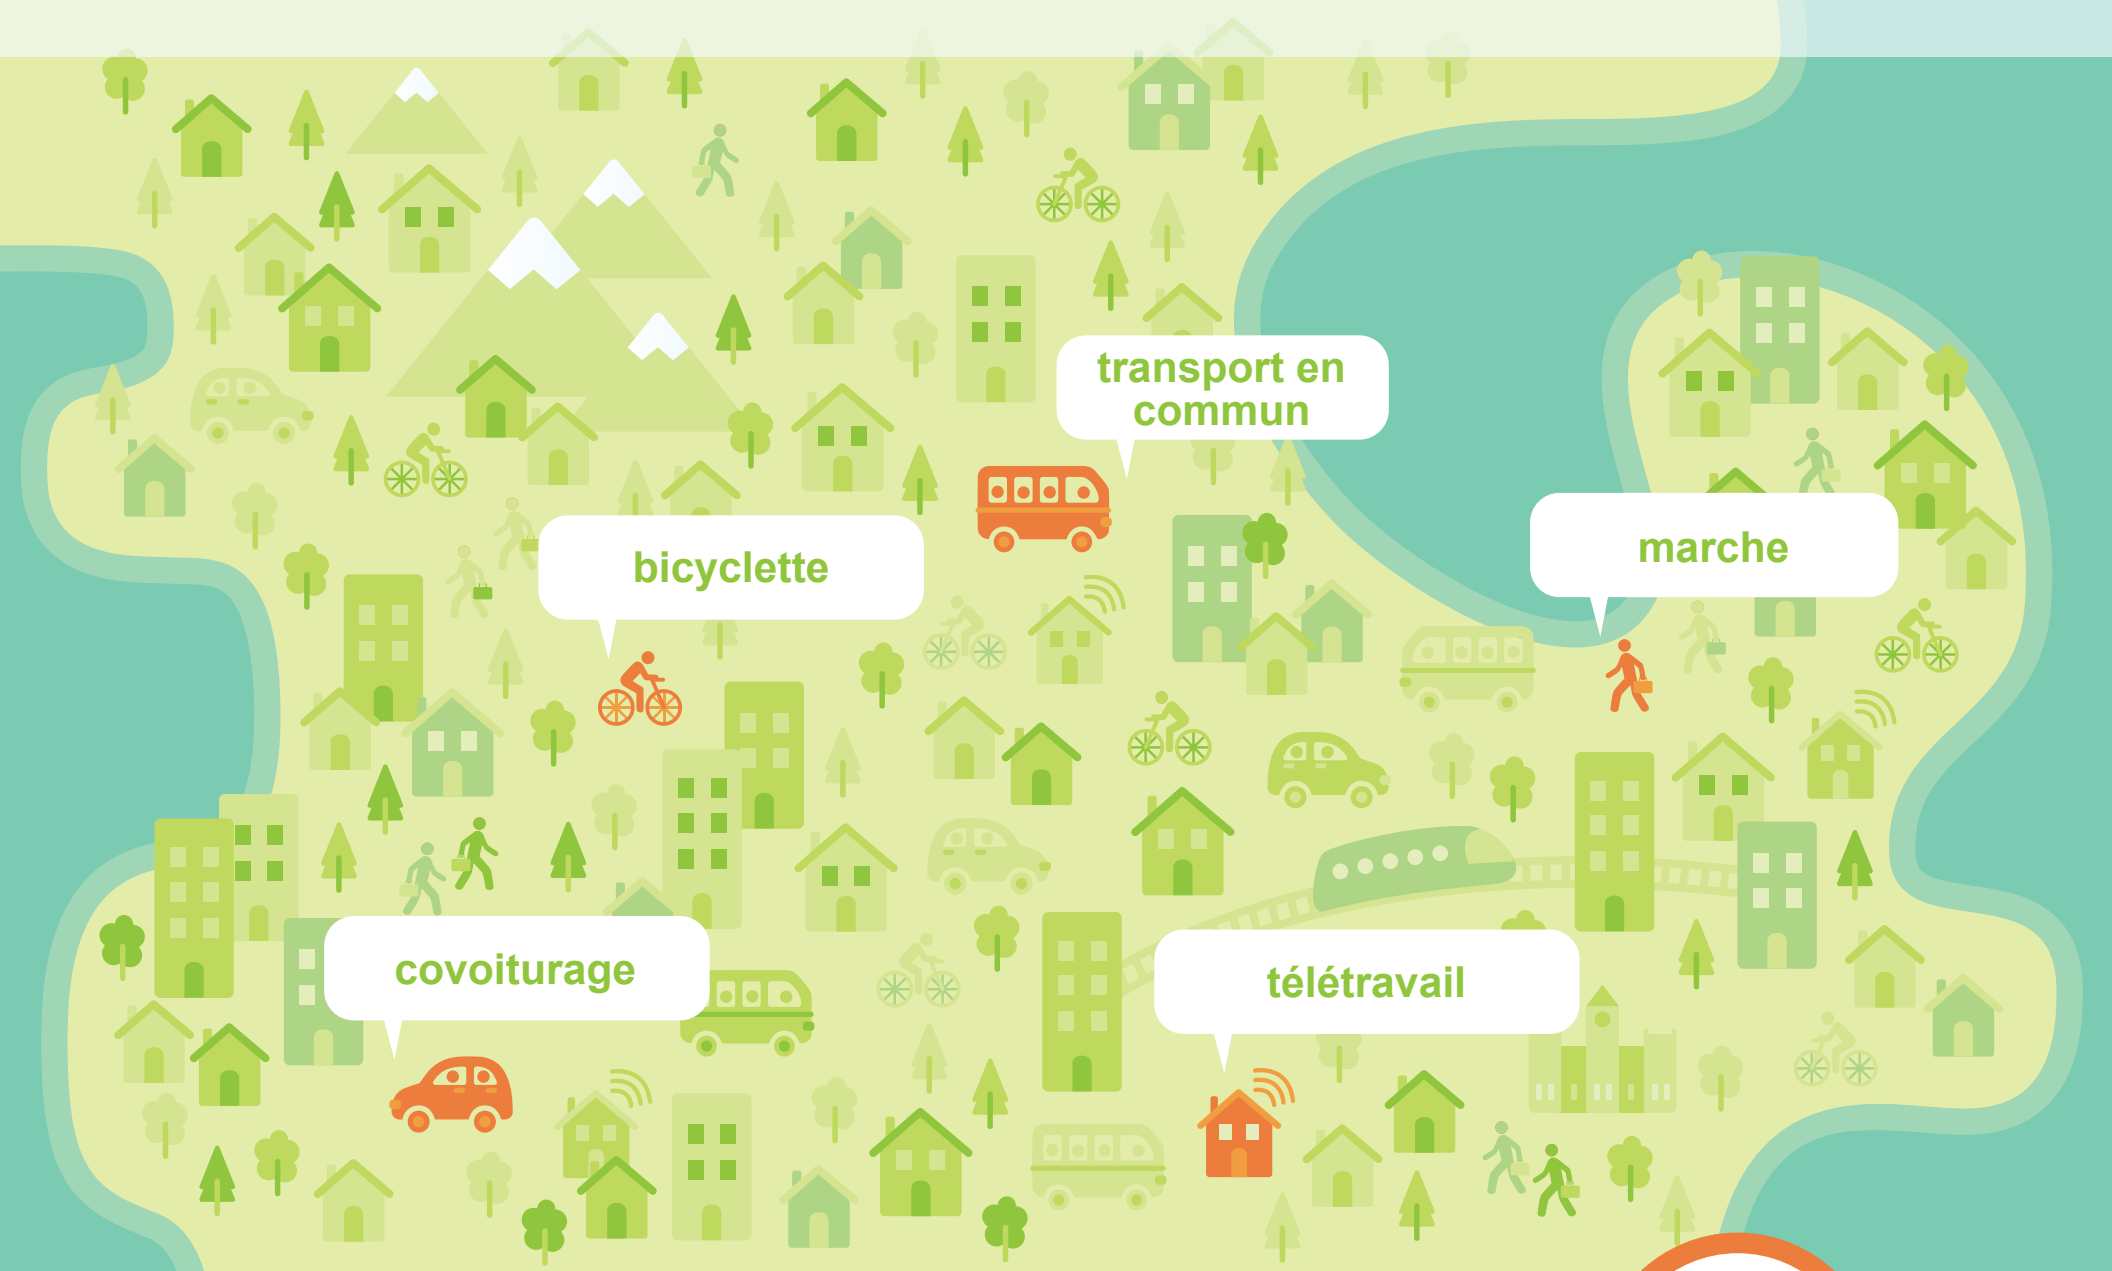 transport en
commun
bicyclette
marche
covoiturage
télétravail